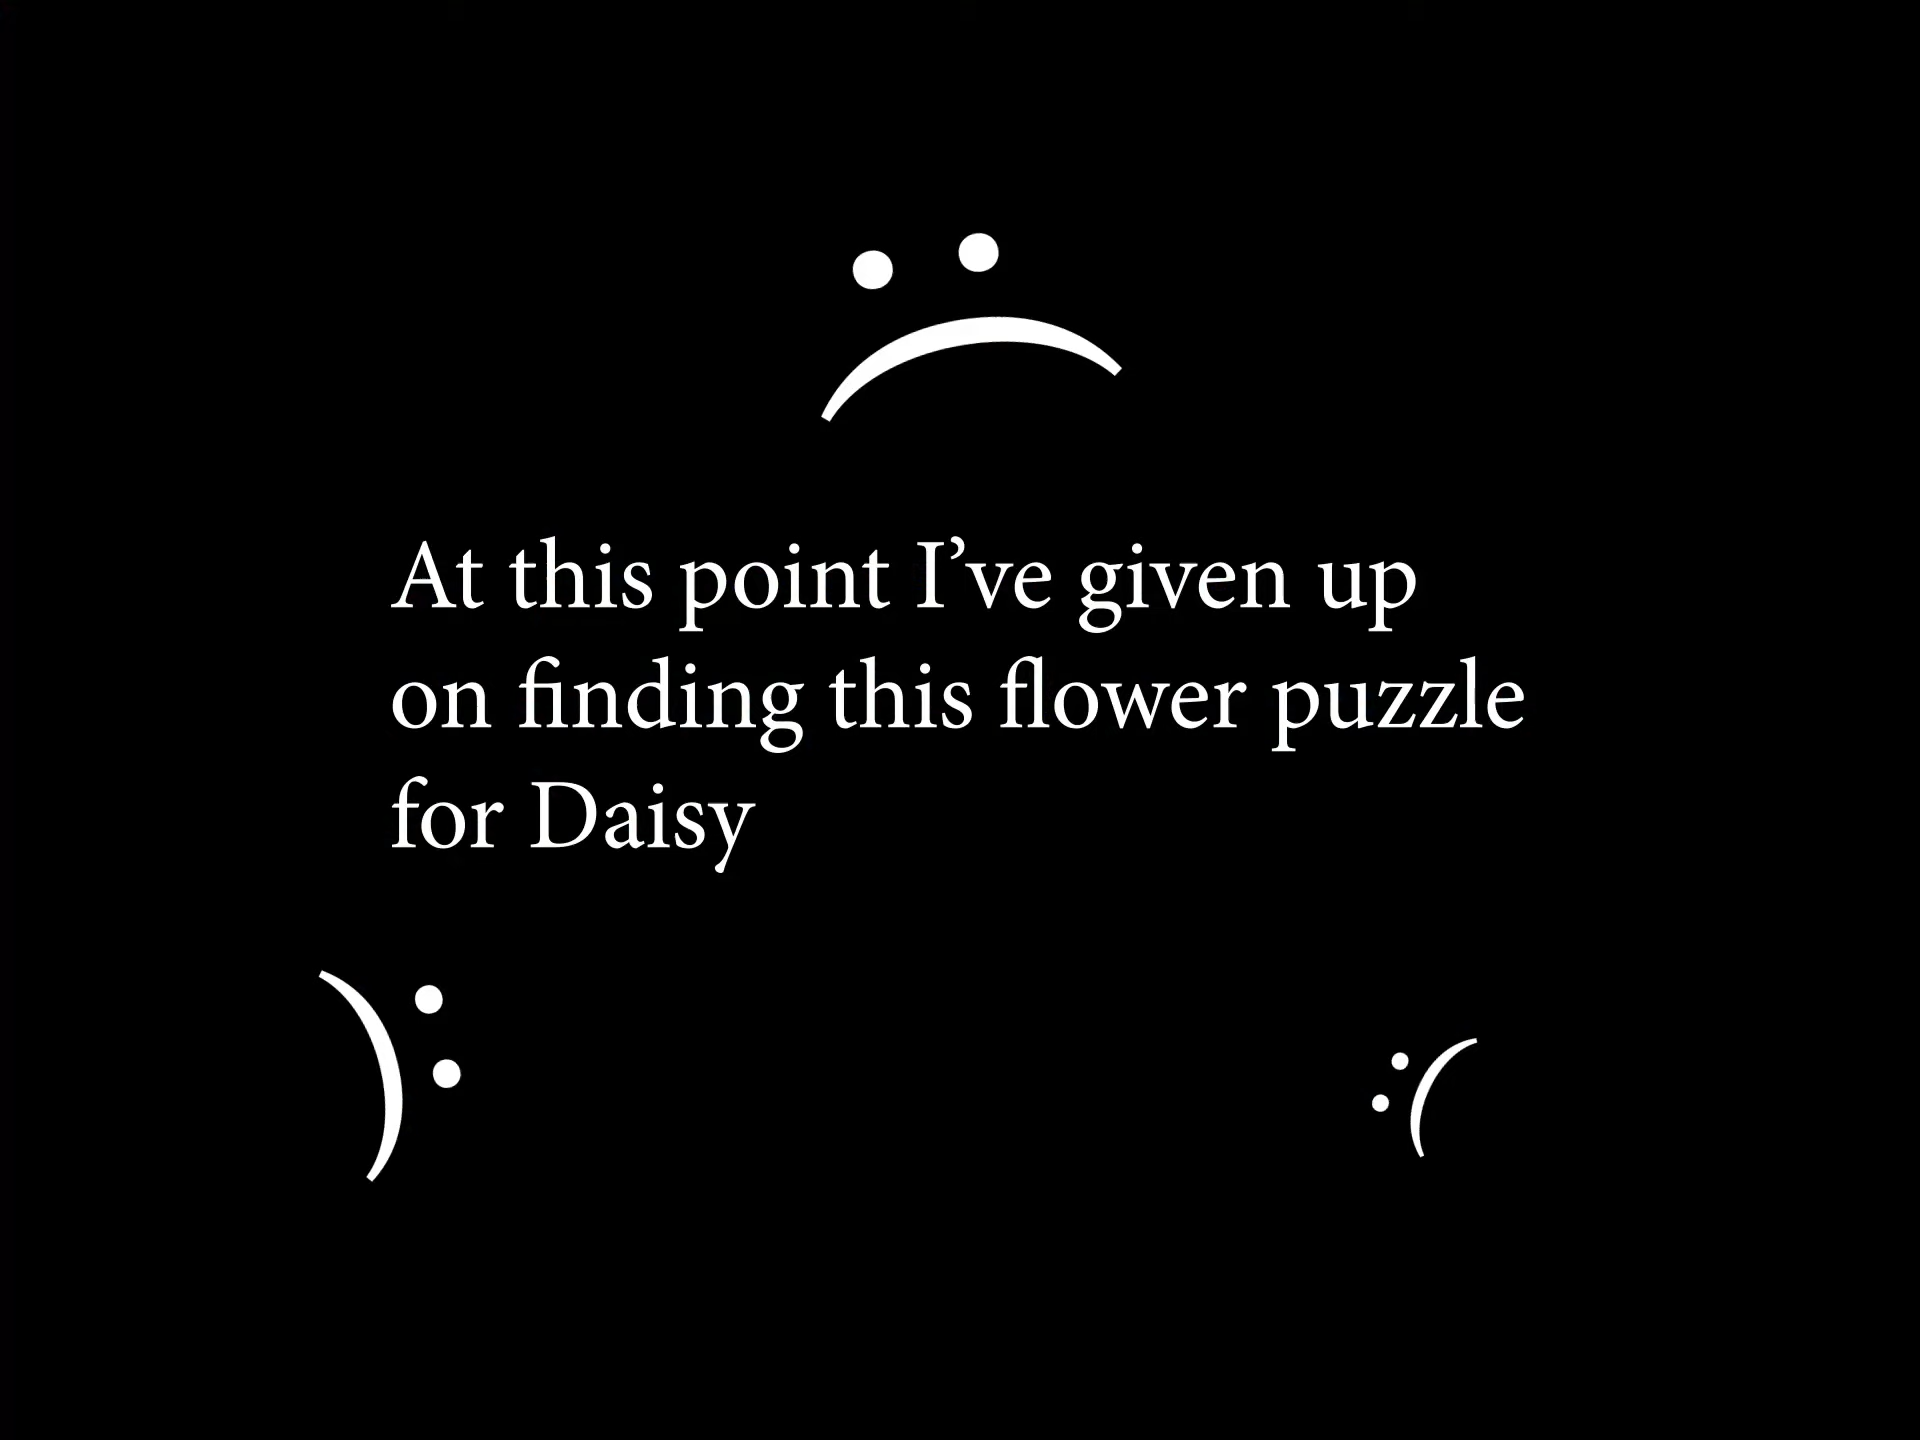 :(
At this point I’ve given up
on finding this flower puzzle
for Daisy
):
:(